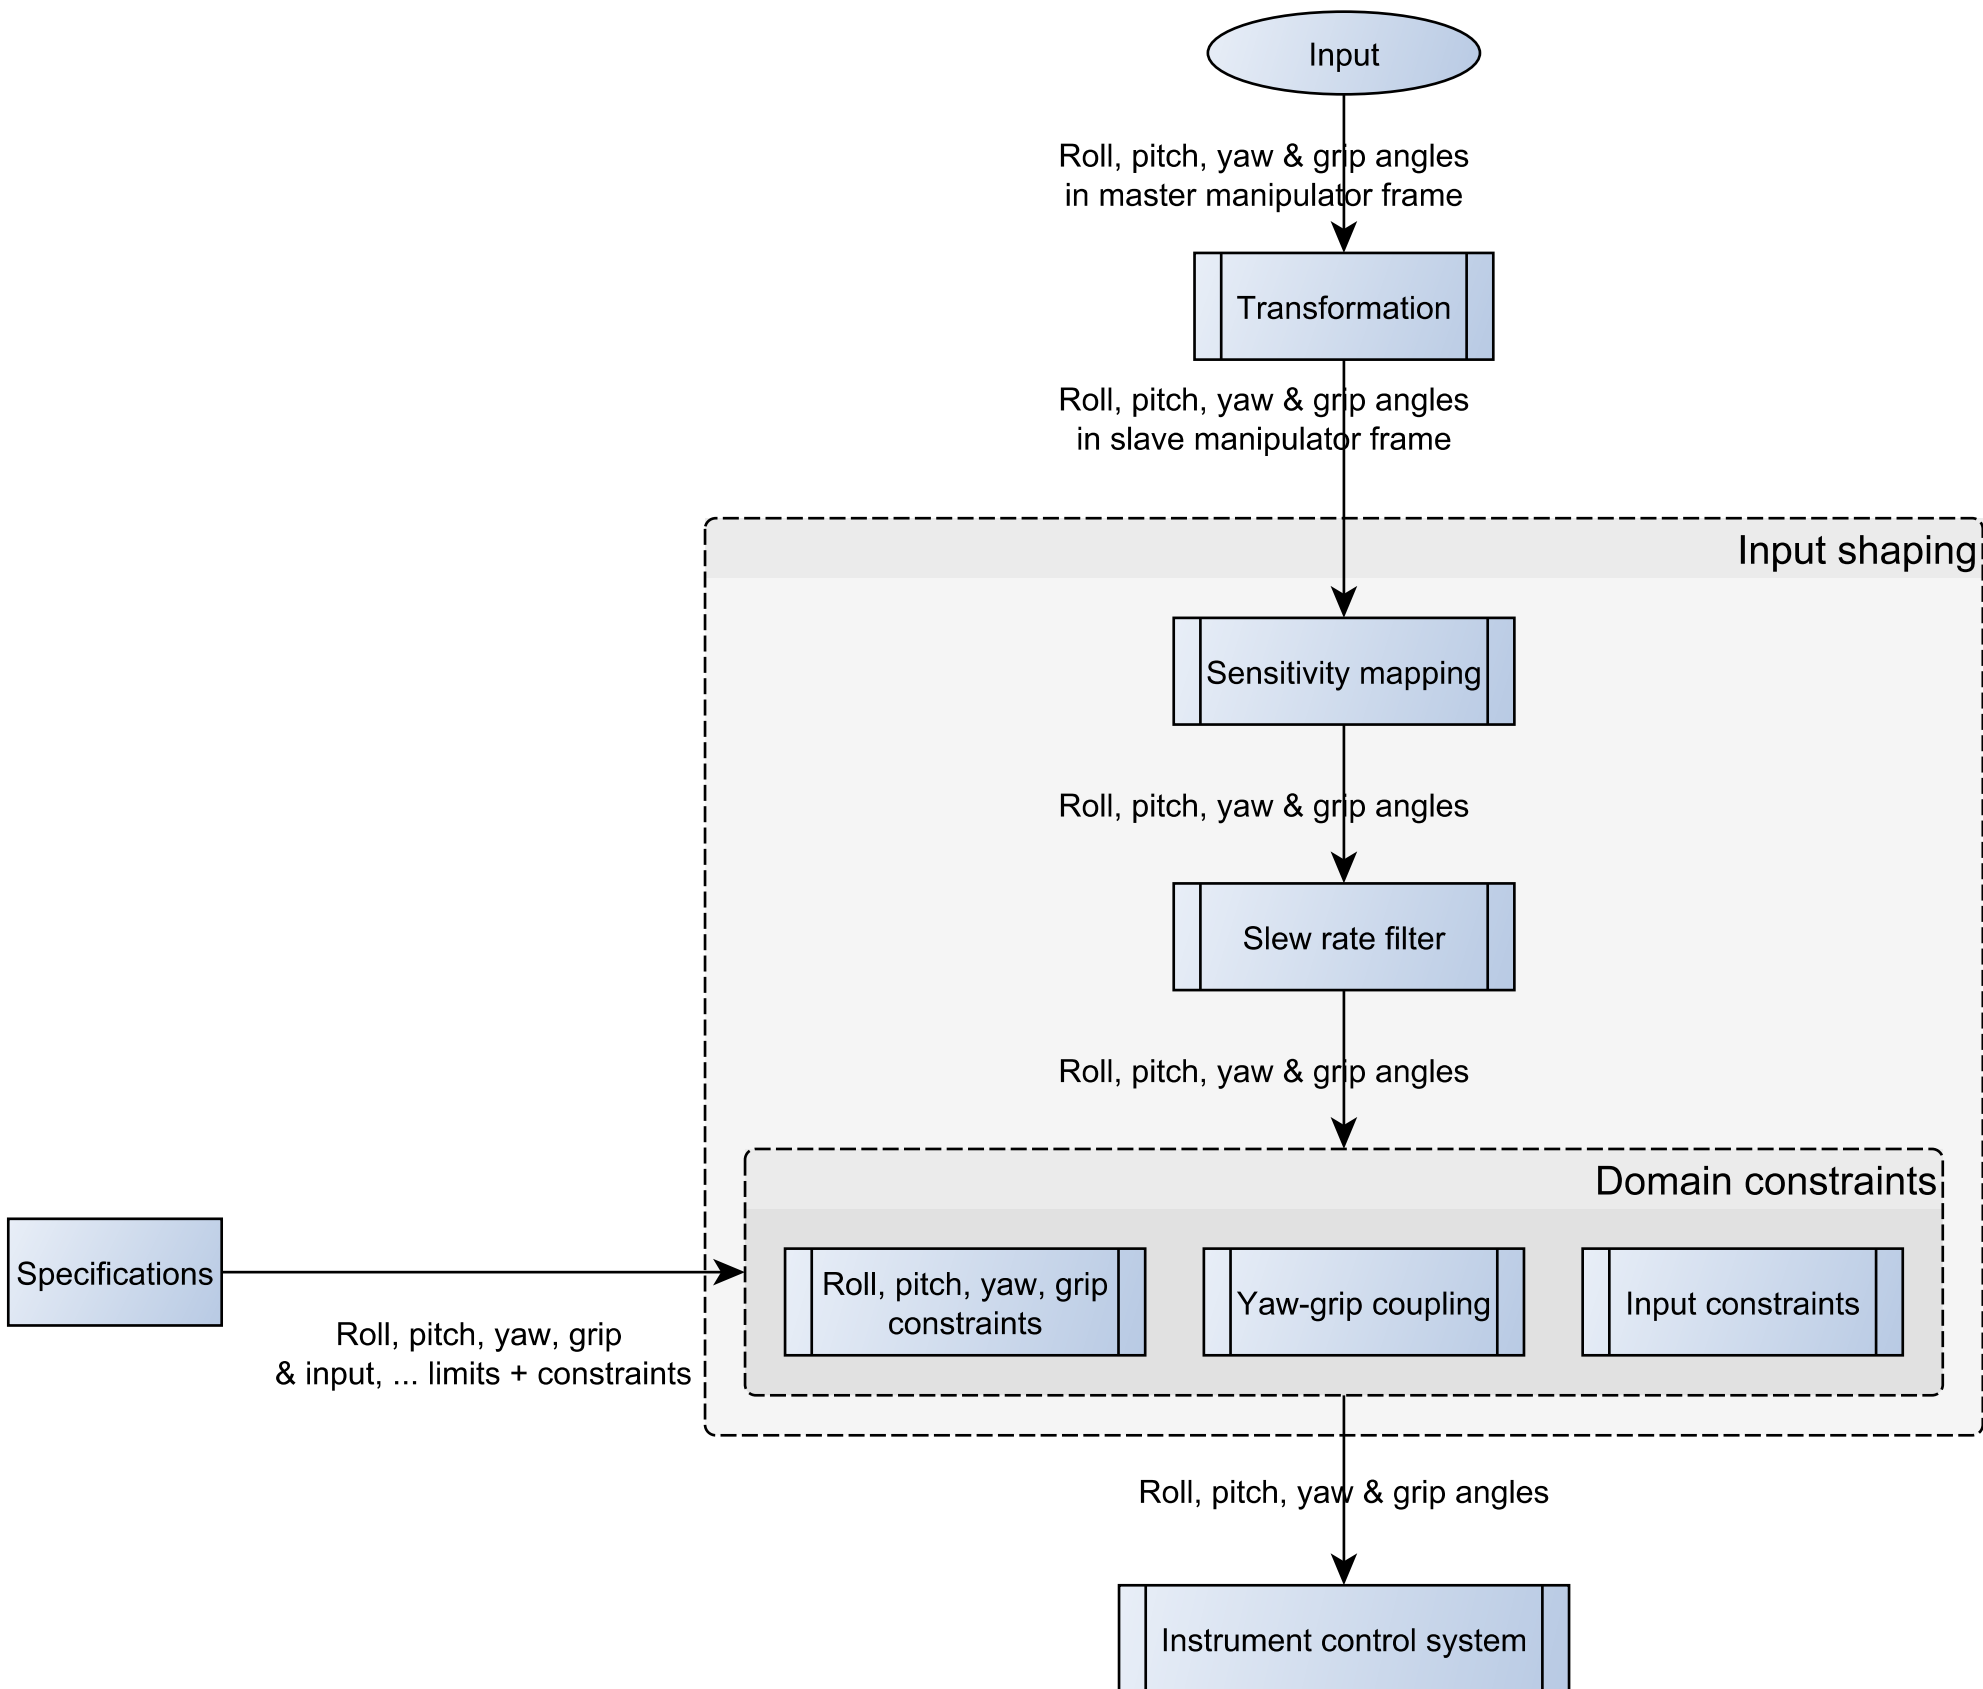 Input
Roll, pitch, yaw & grip angles
in master manipulator frame
Transformation
Roll, pitch, yaw & grip angles
in slave manipulator frame
Input shaping
Sensitivity mapping
Roll, pitch, yaw & grip angles
Slew rate filter
Roll, pitch, yaw & grip angles
Domain constraints
Specifications
Roll, pitch, yaw, grip
& input, ... limits + constraints
Roll, pitch, yaw, grip
constraints
Yaw-grip coupling
Input constraints
Roll, pitch, yaw & grip angles
Instrument control system